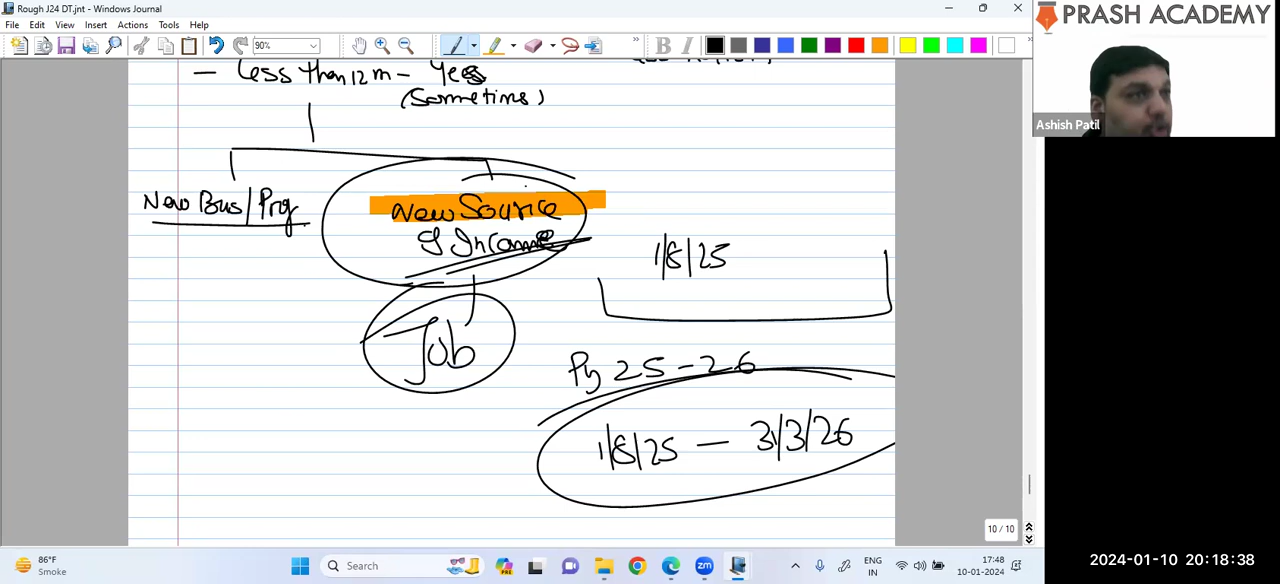 Rough J24 DT.jnt - Windows Journal
PRASH ACADEMY
File Edit View Insert Actions Tools Help
90%
B I
- less than 12 m - Yes
(Sometime)
New Bus/Prof
New Source
of Income
Job
1/8/25
Py 25-26
1/8/25 - 31/3/26
Ashish Patil
10 / 10
86°F
Smoke
Search
ENG
IN
17:48
10-01-2024
2024-01-10 20:18:38